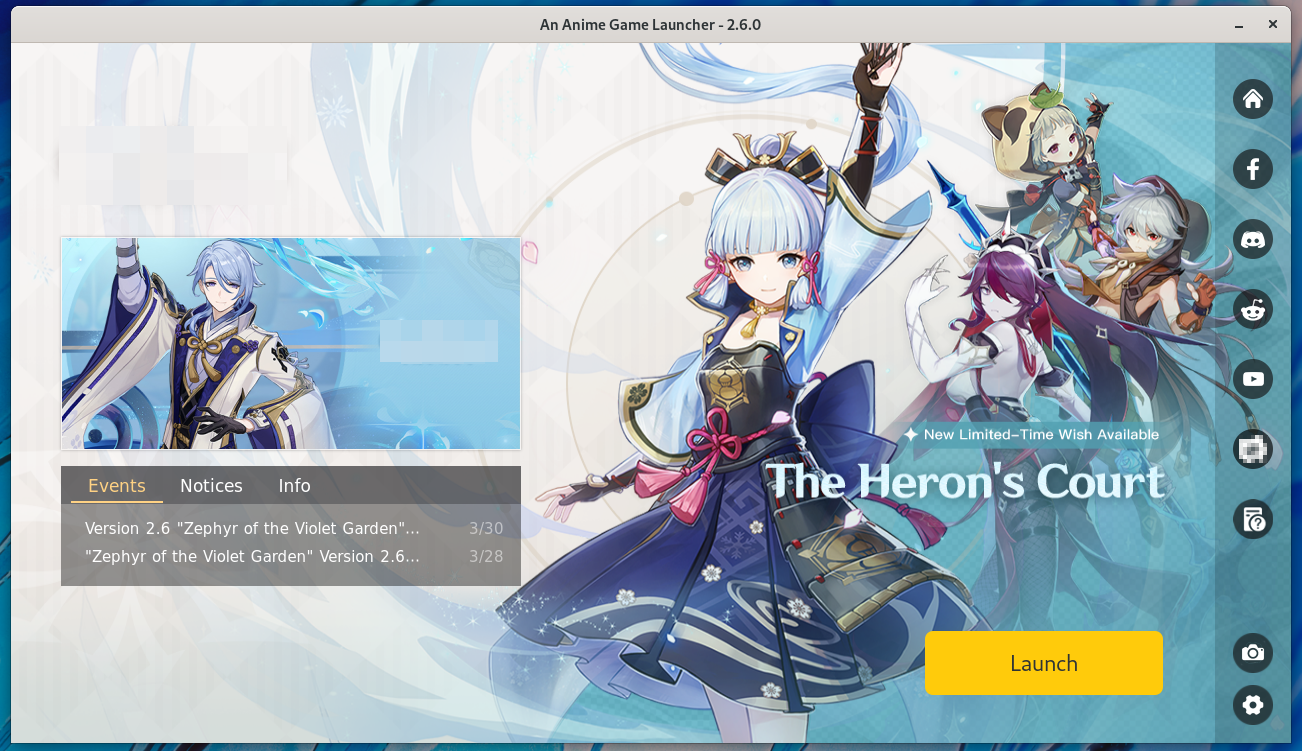 An Anime Game Launcher - 2.6.0
✦ New Limited-Time Wish Available
The Heron's Court
Events Notices Info
Version 2.6 "Zephyr of the Violet Garden"... 3/30
"Zephyr of the Violet Garden" Version 2.6... 3/28
Launch